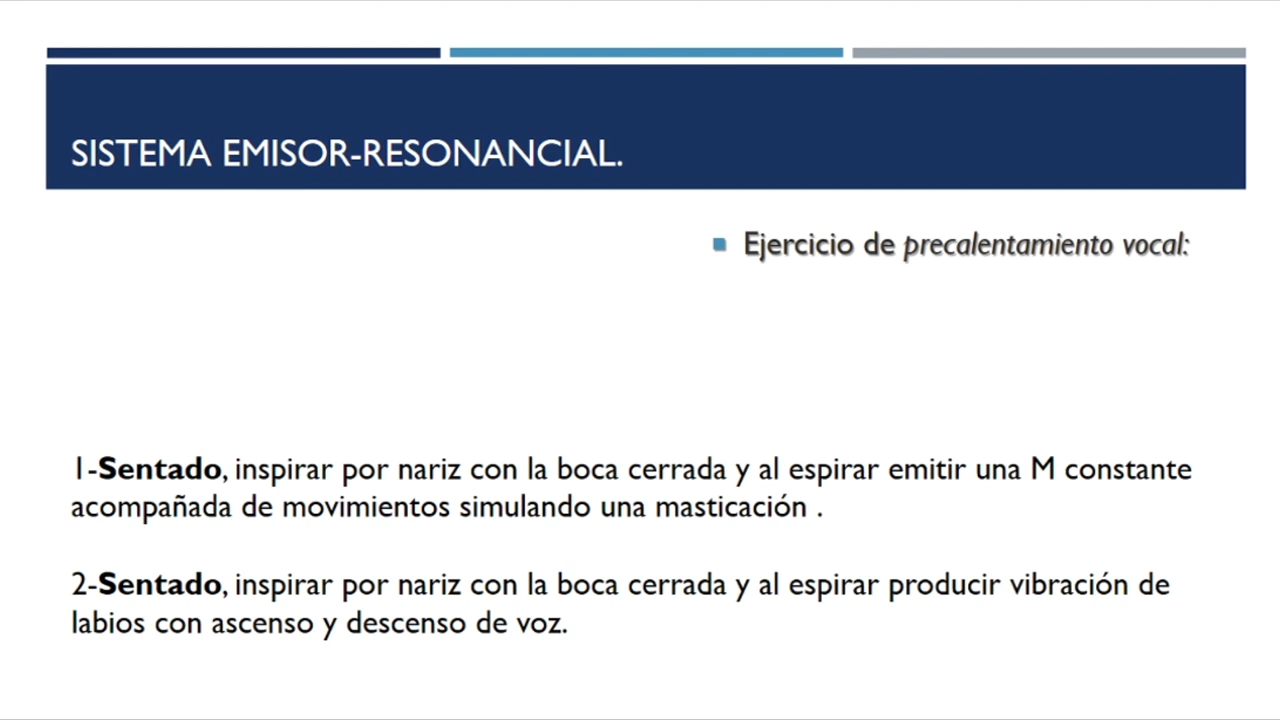 SISTEMA EMISOR-RESONANCIAL.
Ejercicio de precalentamiento vocal:
1-Sentado, inspirar por nariz con la boca cerrada y al espirar emitir una M constante
acompañada de movimientos simulando una masticación .
2-Sentado, inspirar por nariz con la boca cerrada y al espirar producir vibración de
labios con ascenso y descenso de voz.